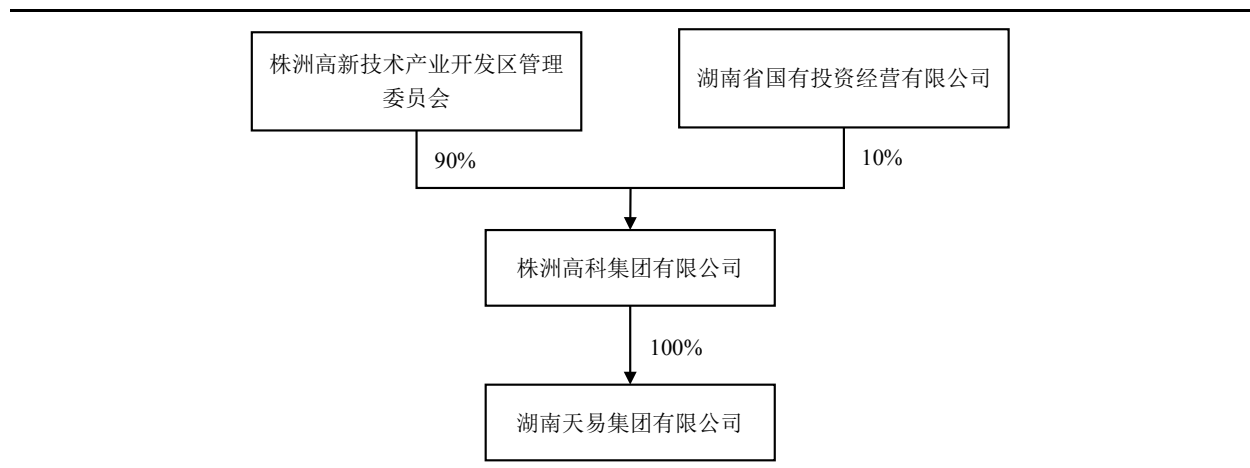 株洲高新技术产业开发区管理
委员会
湖南省国有投资经营有限公司
90%
10%
株洲高科集团有限公司
100%
湖南天易集团有限公司